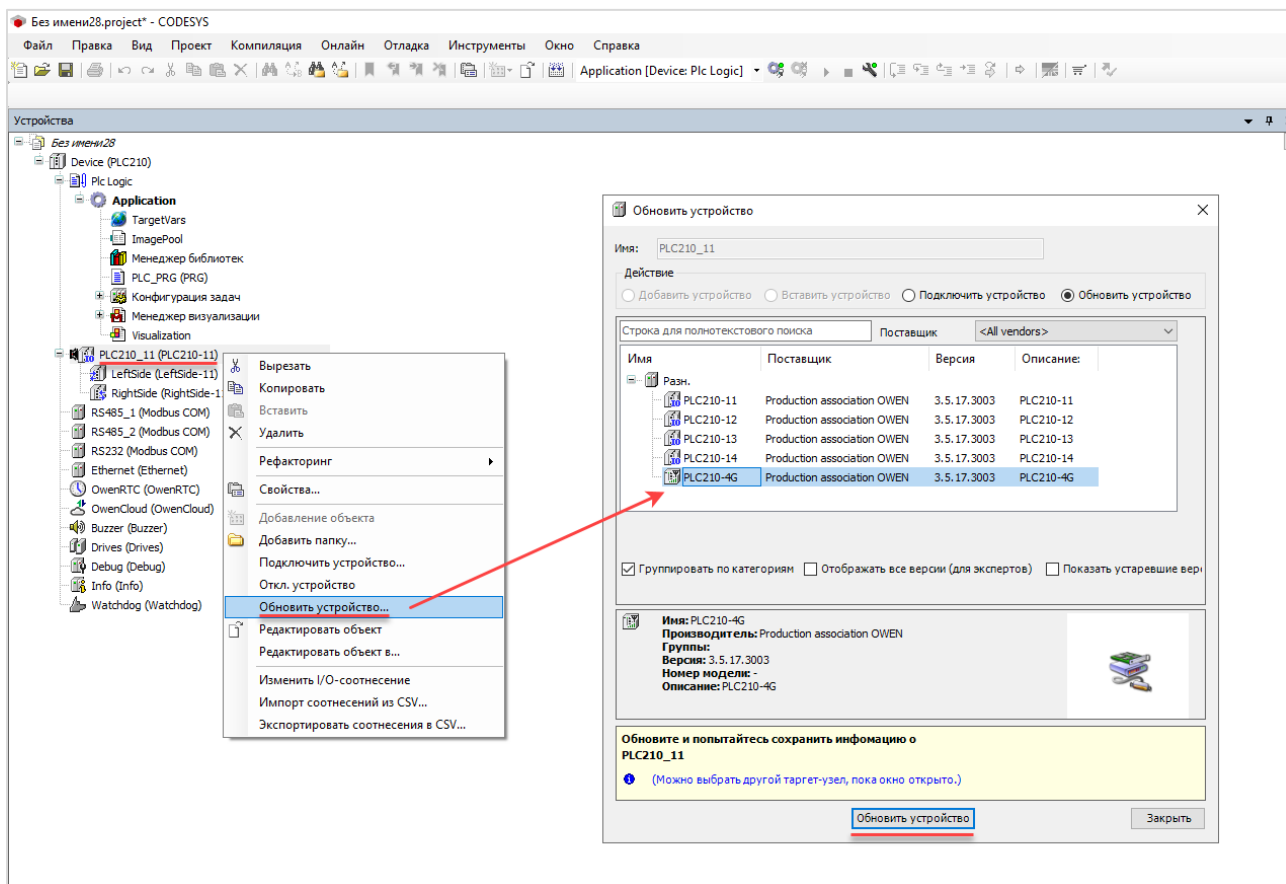 Без имени28.project* - CODESYS
Файл Правка Вид Проект Компиляция Онлайн Отладка Инструменты Окно Справка
Application [Device: Plc Logic]
Устройства
Без имени28
Device (PLC210)
Plc Logic
Application
TargetVars
ImagePool
Менеджер библиотек
PLC_PRG (PRG)
Конфигурация задач
Менеджер визуализации
Visualization
PLC210_11 (PLC210-11)
LeftSide (LeftSide-11)
RightSide (RightSide-1
RS485_1 (Modbus COM)
RS485_2 (Modbus COM)
RS232 (Modbus COM)
Ethernet (Ethernet)
OwenRTC (OwenRTC)
OwenCloud (OwenCloud)
Buzzer (Buzzer)
Drives (Drives)
Debug (Debug)
Info (Info)
Watchdog (Watchdog)
Вырезать
Копировать
Вставить
Удалить
Рефакторинг
Свойства...
Добавление объекта
Добавить папку...
Подключить устройство...
Откл. устройство
Обновить устройство...
Редактировать объект
Редактировать объект в...
Изменить I/O-соотнесение
Импорт соотнесений из CSV...
Экспортировать соотнесения в CSV...
Обновить устройство
Имя: PLC210_11
Действие
Добавить устройство Вставить устройство Подключить устройство Обновить устройство
Строка для полнотекстового поиска Поставщик <All vendors>
Имя Поставщик Версия Описание:
Разн.
PLC210-11 Production association OWEN 3.5.17.3003 PLC210-11
PLC210-12 Production association OWEN 3.5.17.3003 PLC210-12
PLC210-13 Production association OWEN 3.5.17.3003 PLC210-13
PLC210-14 Production association OWEN 3.5.17.3003 PLC210-14
PLC210-4G Production association OWEN 3.5.17.3003 PLC210-4G
Группировать по категориям Отображать все версии (для экспертов) Показать устаревшие верс
Имя: PLC210-4G
Производитель: Production association OWEN
Группы:
Версия: 3.5.17.3003
Номер модели: -
Описание: PLC210-4G
Обновите и попытайтесь сохранить инфомацию о
PLC210_11
(Можно выбрать другой таргет-узел, пока окно открыто.)
Обновить устройство Закрыть